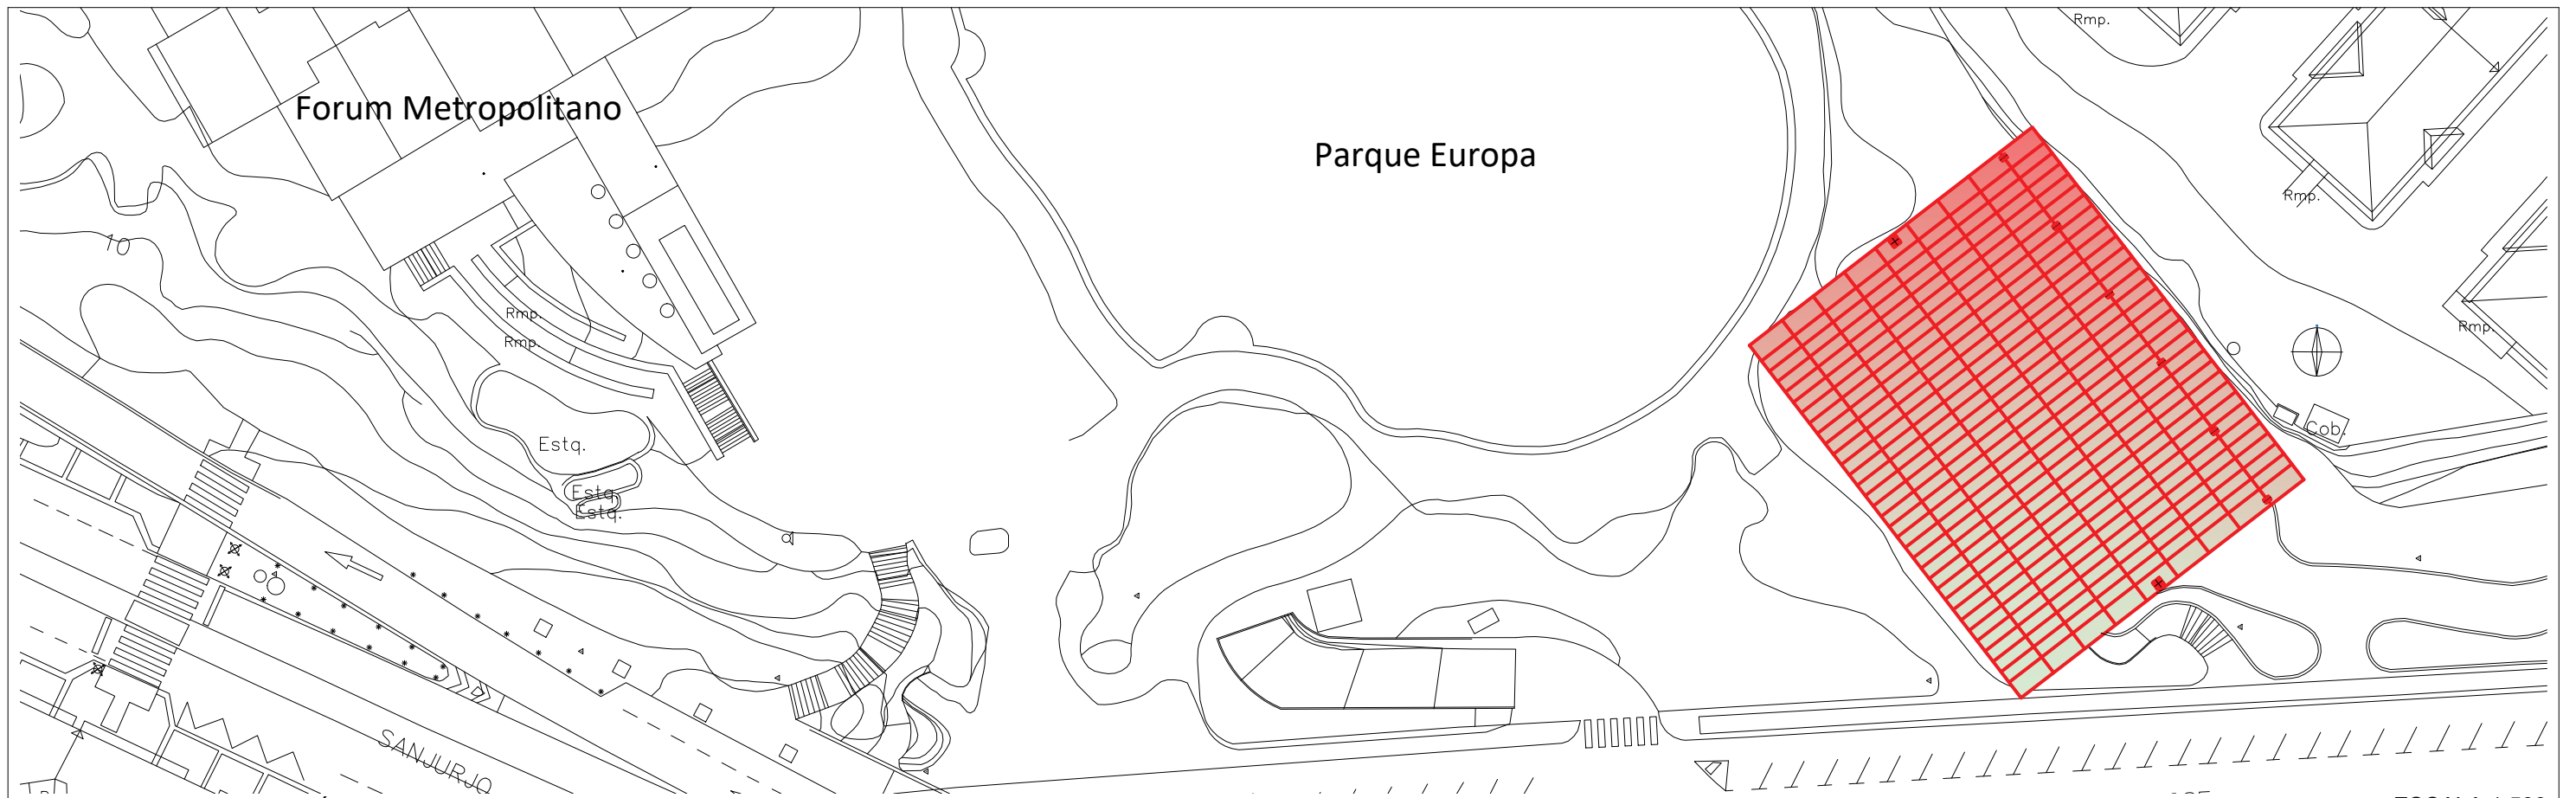 Rmp.
Forum Metropolitano
Parque Europa
Rmp.
10
Rmp.
Rmp.
Rmp.
Cob.
Estq.
Estq.
Estq.
SANJURJO